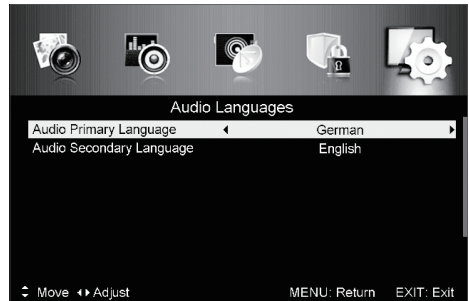 Audio Languages
Audio Primary Language German
Audio Secondary Language English
Move Adjust MENU: Return EXIT: Exit